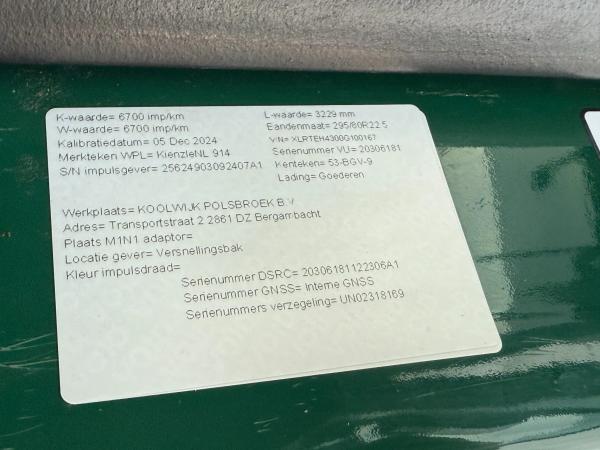 K-waarde= 6700 imp/km
W-waarde= 6700 imp/km
Kalibratiedatum= 05 Dec 2024
Merkteken WPL= KienzleNL 914
S/N impulsgever= 25624903092407A1
L-waarde= 3229 mm
Eandenmaat= 295/80R22.5
VIN= XLRTEH4300G100167
Serienummer VU= 20306181
Kenteken= 53-BGV-9
Lading= Goederen
Werkplaats= KOOLWIJK POLSBROEK B.V
Adres= Transportstraat 2 2861 DZ Bergambacht
Plaats M1N1 adaptor=
Locatie gever= Versnellingsbak
Kleur impulsdraad=
Serienummer DSRC= 20306181122306A1
Serienummer GNSS= Interne GNSS
Serienummers verzegeling= UN02318169